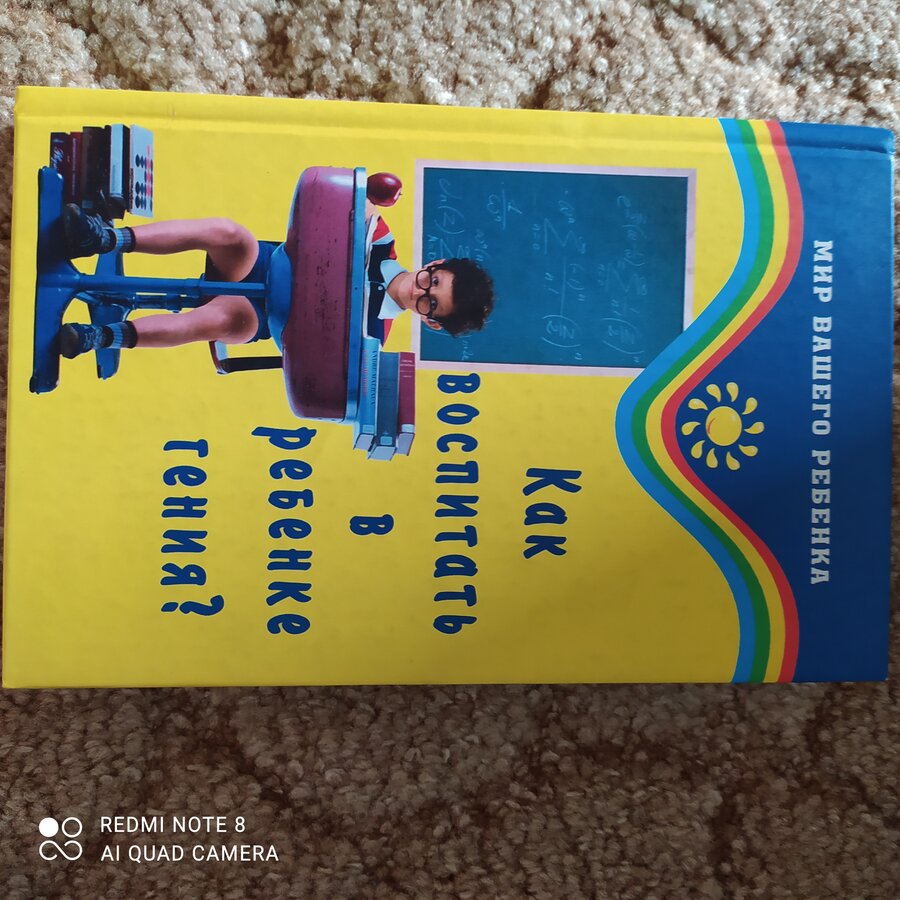 МИР ВАШЕГО РЕБЕНКА
Как
воспитать
в
ребенке
гения?
REDMI NOTE 8
AI QUAD CAMERA